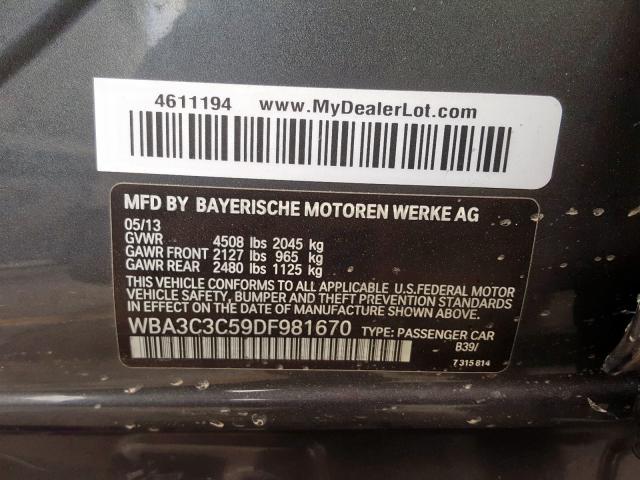 4611194 www.MyDealerLot.com
MFD BY BAYERISCHE MOTOREN WERKE AG
05/13
GVWR 4508 lbs 2045 kg
GAWR FRONT 2127 lbs 965 kg
GAWR REAR 2480 lbs 1125 kg
THIS VEHICLE CONFORMS TO ALL APPLICABLE U.S.FEDERAL MOTOR
VEHICLE SAFETY, BUMPER AND THEFT PREVENTION STANDARDS
IN EFFECT ON THE DATE OF MANUFACTURE SHOWN ABOVE.
WBA3C3C59DF981670 TYPE: PASSENGER CAR
B39/
7 315 814